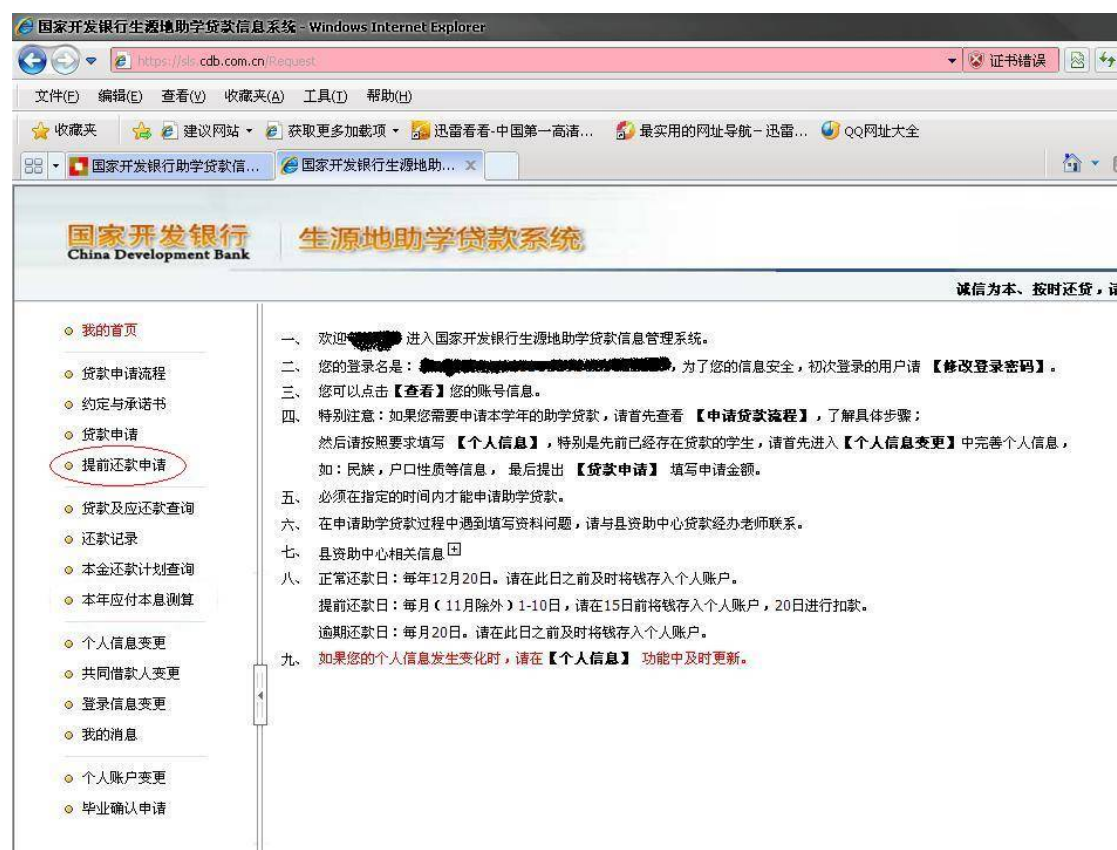 国家开发银行生源地助学贷款信息系统 - Windows Internet Explorer
https://sls.cdb.com.cn/Request
证书错误
文件(F) 编辑(E) 查看(V) 收藏夹(A) 工具(T) 帮助(H)
收藏夹 建议网站 获取更多加载项 迅雷看看-中国第一高清... 最实用的网址导航-迅雷... QQ网址大全
国家开发银行助学贷款信... 国家开发银行生源地助... x
国家开发银行 生源地助学贷款系统
China Development Bank
诚信为本、按时还贷，请
我的首页
贷款申请流程
约定与承诺书
贷款申请
提前还款申请
贷款及应还款查询
还款记录
本金还款计划查询
本年应付本息测算
个人信息变更
共同借款人变更
登录信息变更
我的消息
个人账户变更
毕业确认申请
一、 欢迎 进入国家开发银行生源地助学贷款信息管理系统。
二、 您的登录名是： ，为了您的信息安全，初次登录的用户请 【修改登录密码】。
三、 您可以点击【查看】您的账号信息。
四、 特别注意：如果您需要申请本学年的助学贷款，请首先查看 【申请贷款流程】，了解具体步骤；
然后请按照要求填写 【个人信息】，特别是先前已经存在贷款的学生，请首先进入【个人信息变更】中完善个人信息，
如：民族，户口性质等信息， 最后提出 【贷款申请】 填写申请金额。
五、 必须在指定的时间内才能申请助学贷款。
六、 在申请助学贷款过程中遇到填写资料问题，请与县资助中心贷款经办老师联系。
七、 县资助中心相关信息
八、 正常还款日：每年12月20日。请在此日之前及时将钱存入个人账户。
提前还款日：每月（11月除外）1-10日，请在15日前将钱存入个人账户，20日进行扣款。
逾期还款日：每月20日。请在此日之前及时将钱存入个人账户。
九、 如果您的个人信息发生变化时，请在【个人信息】 功能中及时更新。